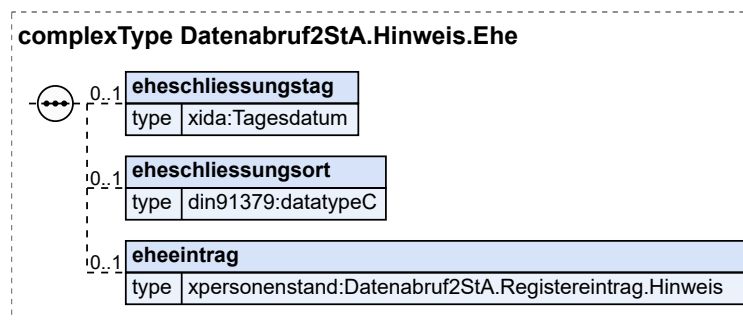 complexType Datenabruf2StA.Hinweis.Ehe
0..1 eheschliessungstag
type xida:Tagesdatum
0..1 eheschliessungsort
type din91379:datatypeC
0..1 eheeintrag
type xpersonenstand:Datenabruf2StA.Registereintrag.Hinweis